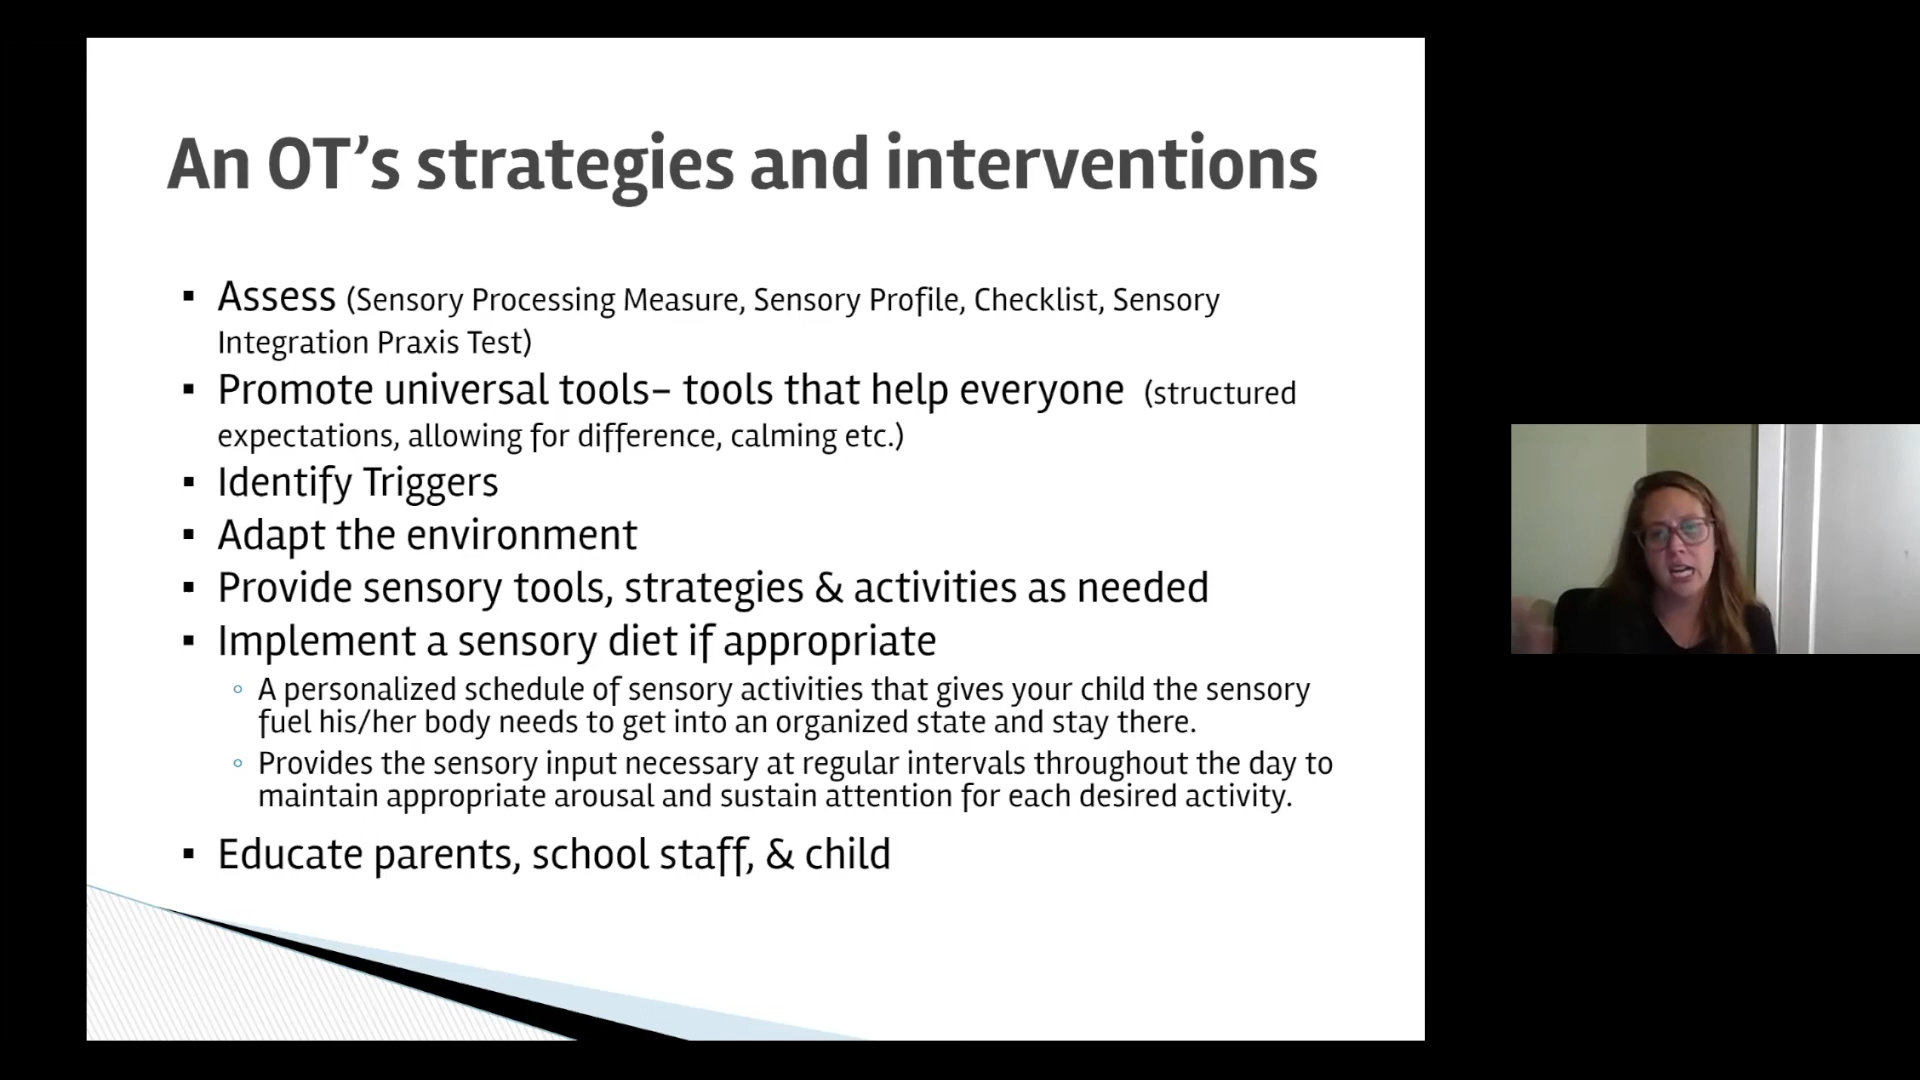 An OT’s strategies and interventions
▪ Assess (Sensory Processing Measure, Sensory Profile, Checklist, Sensory
Integration Praxis Test)
▪ Promote universal tools– tools that help everyone (structured
expectations, allowing for difference, calming etc.)
▪ Identify Triggers
▪ Adapt the environment
▪ Provide sensory tools, strategies & activities as needed
▪ Implement a sensory diet if appropriate
◦ A personalized schedule of sensory activities that gives your child the sensory
fuel his/her body needs to get into an organized state and stay there.
◦ Provides the sensory input necessary at regular intervals throughout the day to
maintain appropriate arousal and sustain attention for each desired activity.
▪ Educate parents, school staff, & child